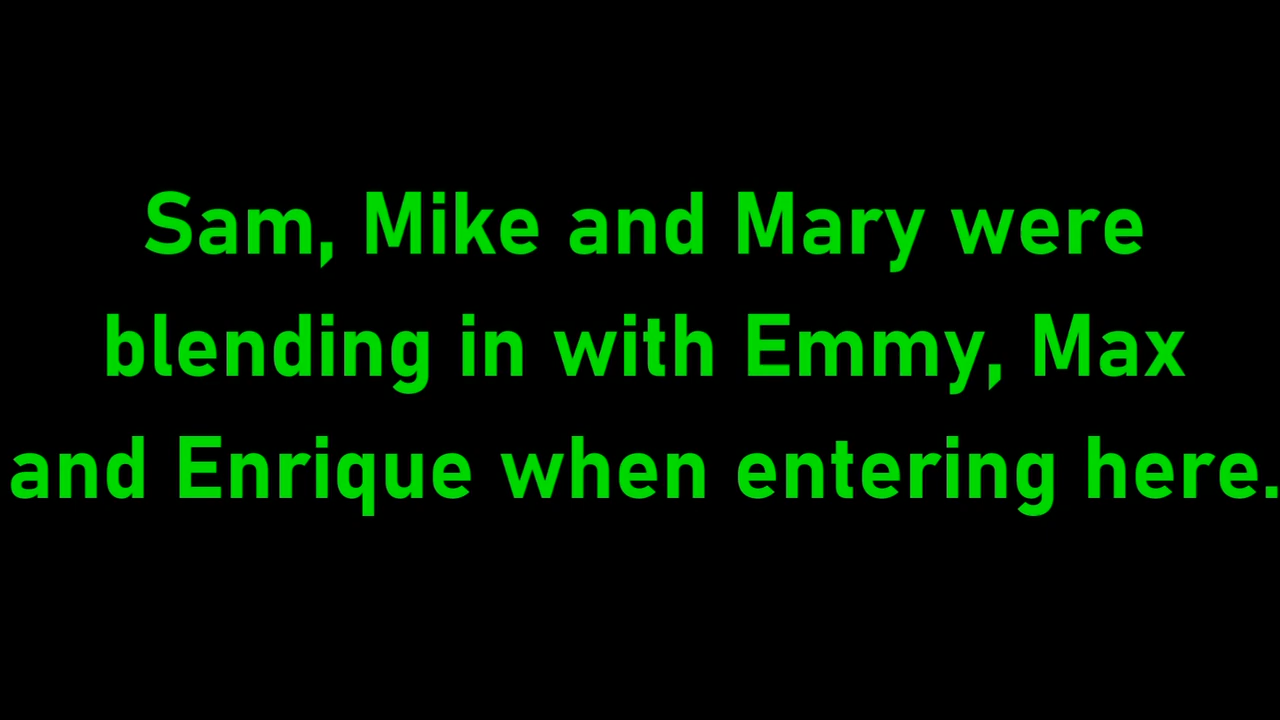 Sam, Mike and Mary were
blending in with Emmy, Max
and Enrique when entering here.